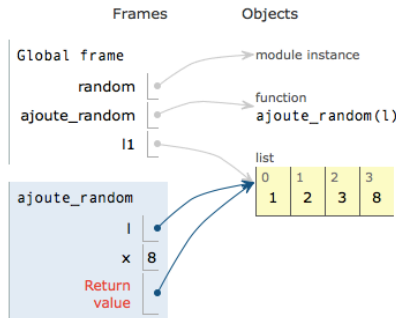 Frames Objects
Global frame
module instance
random
function
ajoute_random
ajoute_random(l)
l1
list
0 1 2 3
1 2 3 8
ajoute_random
l
x 8
Return
value